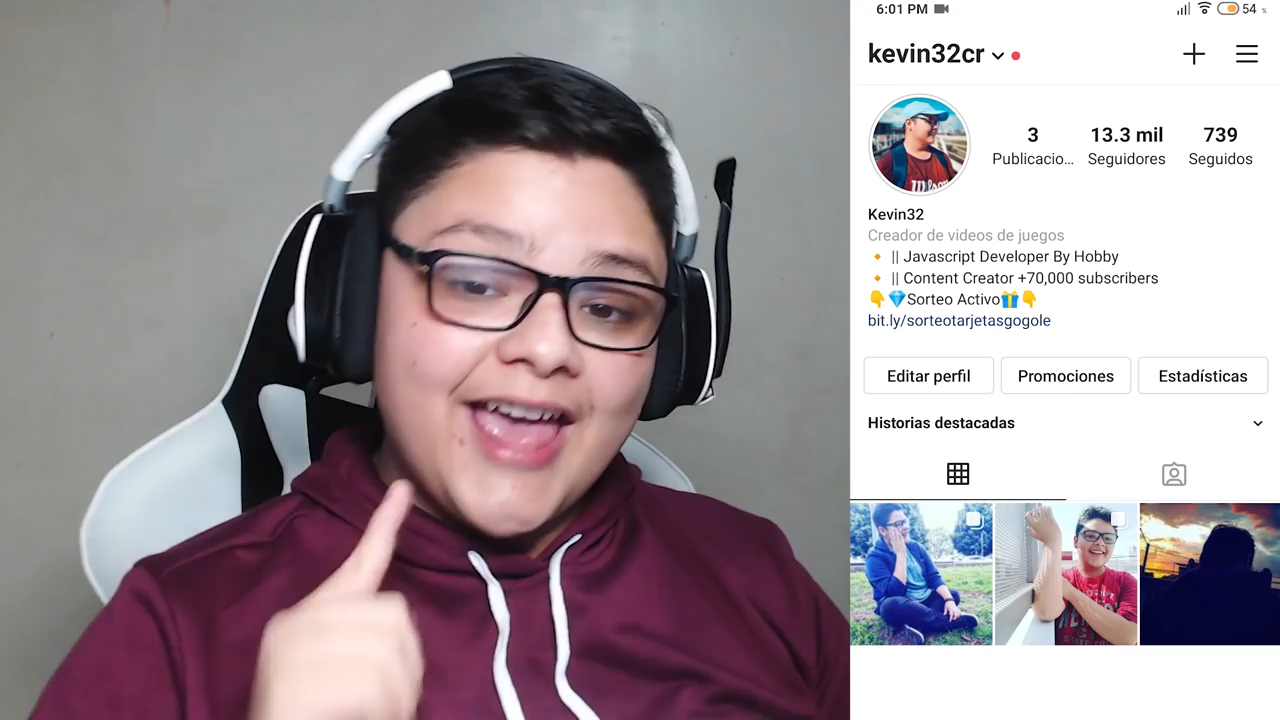 6:01 PM 54 %
kevin32cr
3 13.3 mil 739
Publicacio... Seguidores Seguidos
Kevin32
Creador de videos de juegos
🔸 || Javascript Developer By Hobby
🔸 || Content Creator +70,000 subscribers
👇💎Sorteo Activo🎁👇
bit.ly/sorteotarjetasgogole
Editar perfil Promociones Estadísticas
Historias destacadas